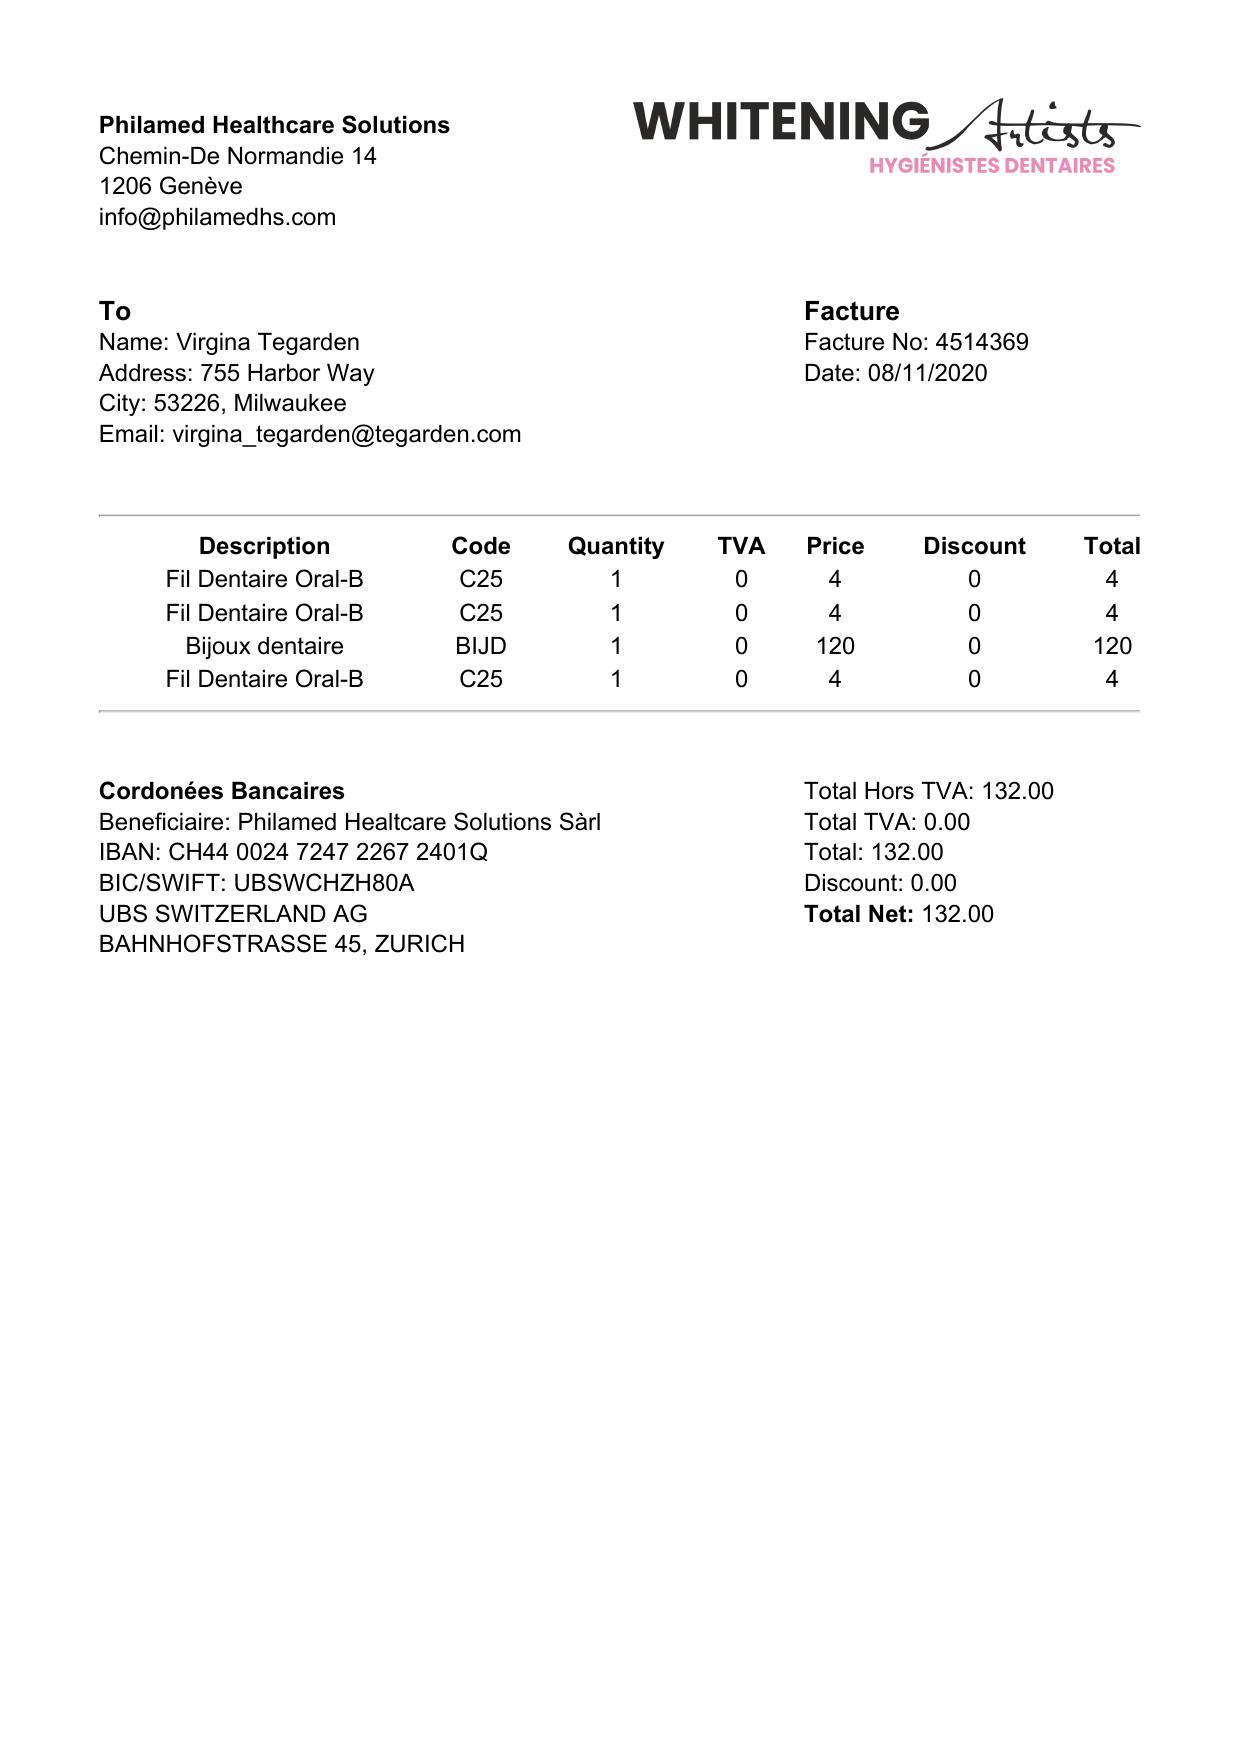 Philamed Healthcare Solutions
Chemin-De Normandie 14
1206 Genève
info@philamedhs.com
WHITENING Artists
HYGIÉNISTES DENTAIRES
To
Name: Virgina Tegarden
Address: 755 Harbor Way
City: 53226, Milwaukee
Email: virgina_tegarden@tegarden.com
Facture
Facture No: 4514369
Date: 08/11/2020
Description Code Quantity TVA Price Discount Total
Fil Dentaire Oral-B C25 1 0 4 0 4
Fil Dentaire Oral-B C25 1 0 4 0 4
Bijoux dentaire BIJD 1 0 120 0 120
Fil Dentaire Oral-B C25 1 0 4 0 4
Cordonées Bancaires
Beneficiaire: Philamed Healtcare Solutions Sàrl
IBAN: CH44 0024 7247 2267 2401Q
BIC/SWIFT: UBSWCHZH80A
UBS SWITZERLAND AG
BAHNHOFSTRASSE 45, ZURICH
Total Hors TVA: 132.00
Total TVA: 0.00
Total: 132.00
Discount: 0.00
Total Net: 132.00